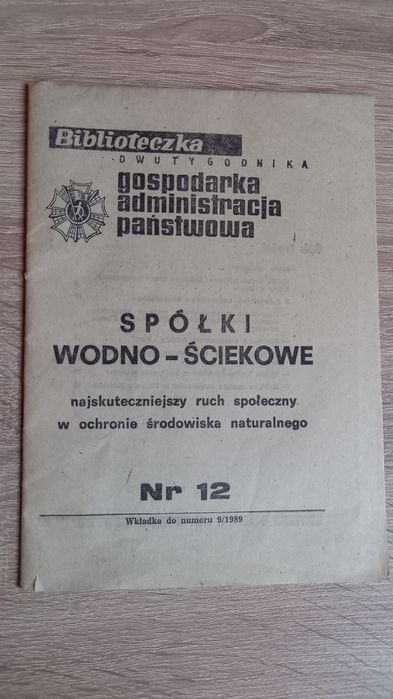 Biblioteczka
DWUTYGODNIKA
gospodarka
administracja
państwowa
SPÓŁKI
WODNO-ŚCIEKOWE
najskuteczniejszy ruch społeczny
w ochronie środowiska naturalnego
Nr 12
Wkładka do numeru 9/1989